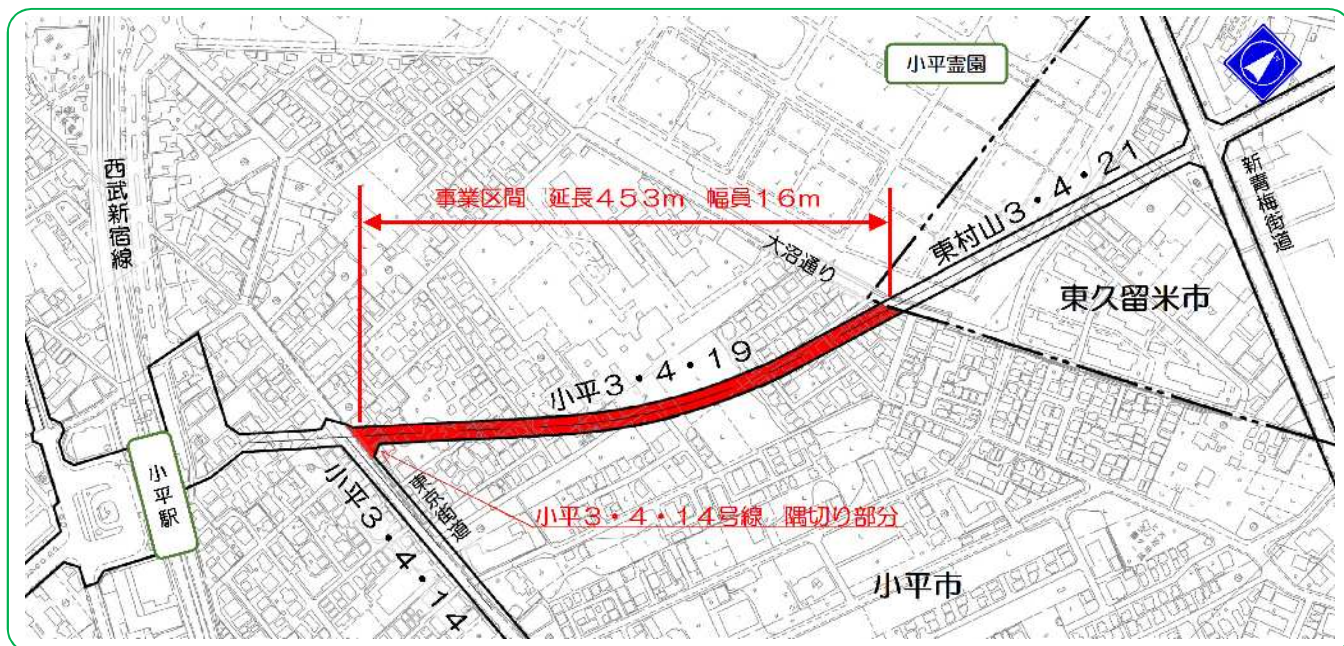 小平霊園
西武新宿線
事業区間 延長453m 幅員16m
東村山3・4・21
新青梅街道
大沼通り
東久留米市
小平3・4・19
小平駅
小平3・4・14
東京街道
小平3・4・14号線 隅切り部分
小平市